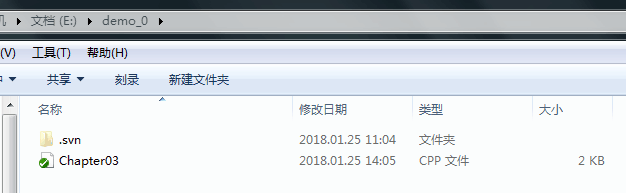 文档 (E:) demo_0
(V) 工具(T) 帮助(H)
共享 刻录 新建文件夹
名称 修改日期 类型 大小
.svn 2018.01.25 11:04 文件夹
Chapter03 2018.01.25 14:05 CPP 文件 2 KB